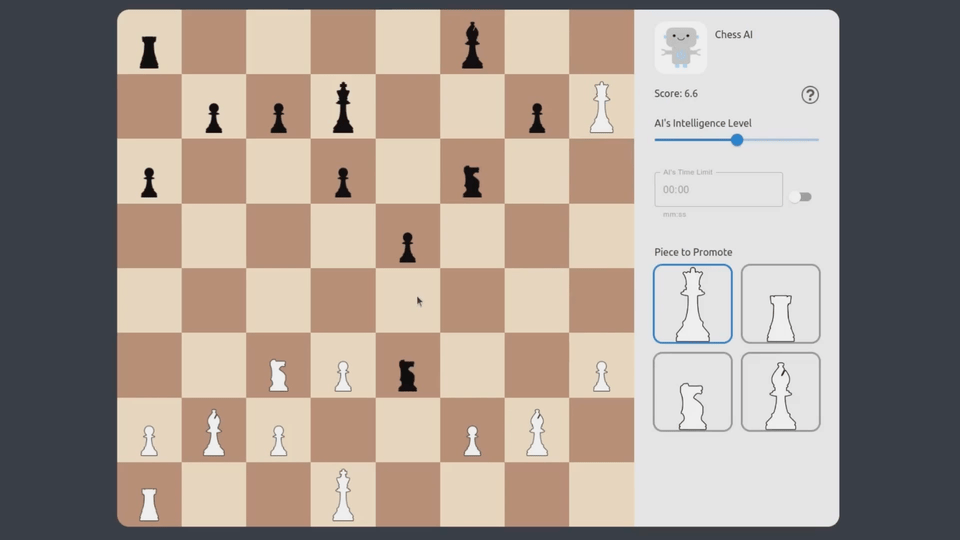 Chess AI
Score: 6.6
?
AI's Intelligence Level
AI's Time Limit
00:00
mm:ss
Piece to Promote